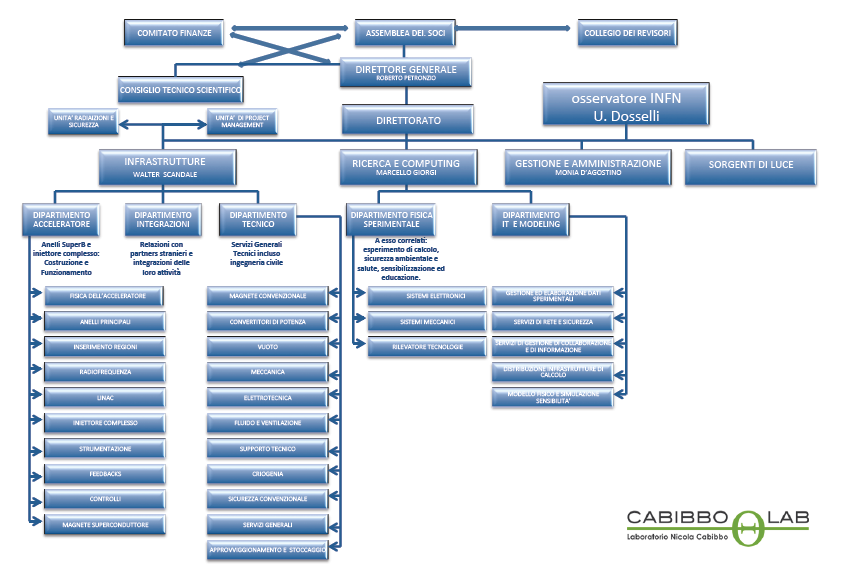 COMITATO FINANZE
ASSEMBLEA DEI. SOCI
COLLEGIO DEI REVISORI
DIRETTORE GENERALE
ROBERTO PETRONZIO
CONSIGLIO TECNICO SCIENTIFICO
osservatore INFN
U. Dosselli
UNITA' RADIAIZIONI E
SICUREZZA
UNITA' DI PROJECT
MANAGEMENT
DIRETTORATO
INFRASTRUTTURE
WALTER SCANDALE
RICERCA E COMPUTING
MARCELLO GIORGI
GESTIONE E AMMINISTRAZIONE
MONIA D'AGOSTINO
SORGENTI DI LUCE
DIPARTIMENTO
ACCELERATORE
DIPARTIMENTO
INTEGRAZIONI
DIPARTIMENTO
TECNICO
DIPARTIMENTO FISICA
SPERIMENTALE
DIPARTIMENTO
IT E MODELING
Anelli SuperB e
iniettore complesso:
Costruzione e
Funzionamento
Relazioni con
partners stranieri e
integrazioni delle
loro attività
Servizi Generali
Tecnici incluso
ingegneria civile
A esso correlati:
esperimento di calcolo,
sicurezza ambientale e
salute, sensibilizzazione ed
educazione.
FISICA DELL'ACCELERATORE
ANELLI PRINCIPALI
INSERIMENTO REGIONI
RADIOFREQUENZA
LINAC
INIETTORE COMPLESSO
STRUMENTAZIONE
FEEDBACKS
CONTROLLI
MAGNETE SUPERCONDUTTORE
MAGNETE CONVENZIONALE
CONVERTITORI DI POTENZA
VUOTO
MECCANICA
ELETTROTECNICA
FLUIDO E VENTILAZIONE
SUPPORTO TECNICO
CRIOGENIA
SICUREZZA CONVENZIONALE
SERVIZI GENERALI
APPROVVIGGIONAMENTO E STOCCAGGIO
SISTEMI ELETTRONICI
SISTEMI MECCANICI
RILEVATORE TECNOLOGIE
GESTIONE ED ELABORAZIONE DATI
SPERIMENTALI
SERVIZI DI RETE E SICUREZZA
SERVIZI DI GESTIONE DI COLLABORAZIONE
E DI INFORMAZIONE
DISTRIBUZIONE INFRASTRUTTURE DI
CALCOLO
MODELLO FISICO E SIMULAZIONE
SENSIBILITA'
CABIBBO LAB
Laboratorio Nicola Cabibbo